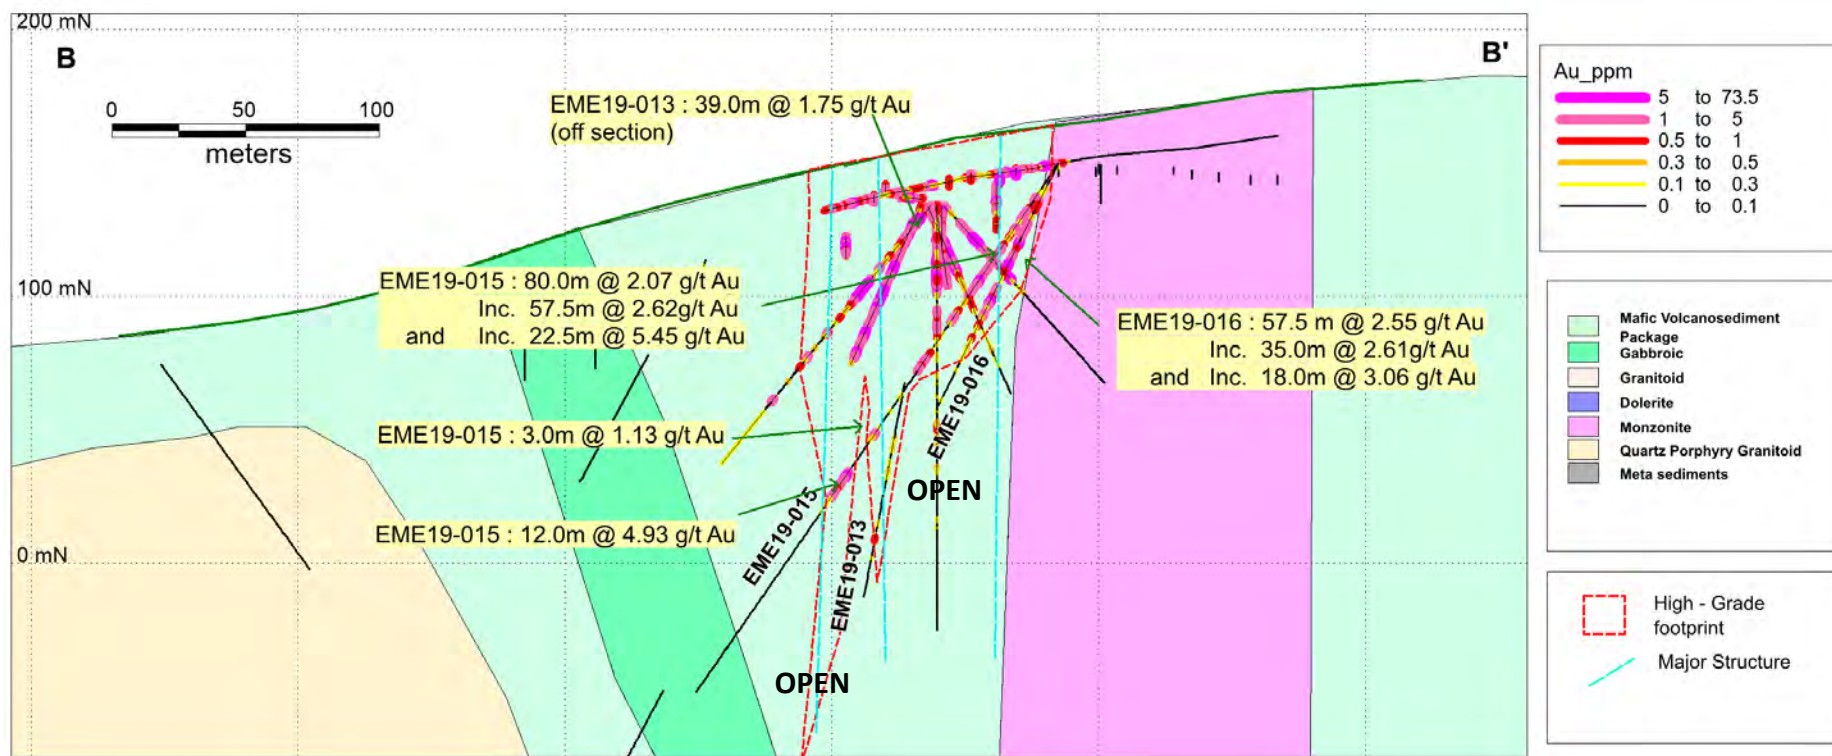 200 mN
B
B'
0 50 100
meters
EME19-013 : 39.0m @ 1.75 g/t Au
(off section)
100 mN
EME19-015 : 80.0m @ 2.07 g/t Au
Inc. 57.5m @ 2.62g/t Au
and Inc. 22.5m @ 5.45 g/t Au
EME19-016 : 57.5 m @ 2.55 g/t Au
Inc. 35.0m @ 2.61g/t Au
and Inc. 18.0m @ 3.06 g/t Au
EME19-015 : 3.0m @ 1.13 g/t Au
EME19-016
OPEN
EME19-015 : 12.0m @ 4.93 g/t Au
EME19-015
EME19-013
0 mN
OPEN
Au_ppm
5 to 73.5
1 to 5
0.5 to 1
0.3 to 0.5
0.1 to 0.3
0 to 0.1
Mafic Volcanosediment
Package
Gabbroic
Granitoid
Dolerite
Monzonite
Quartz Porphyry Granitoid
Meta sediments
High - Grade
footprint
Major Structure